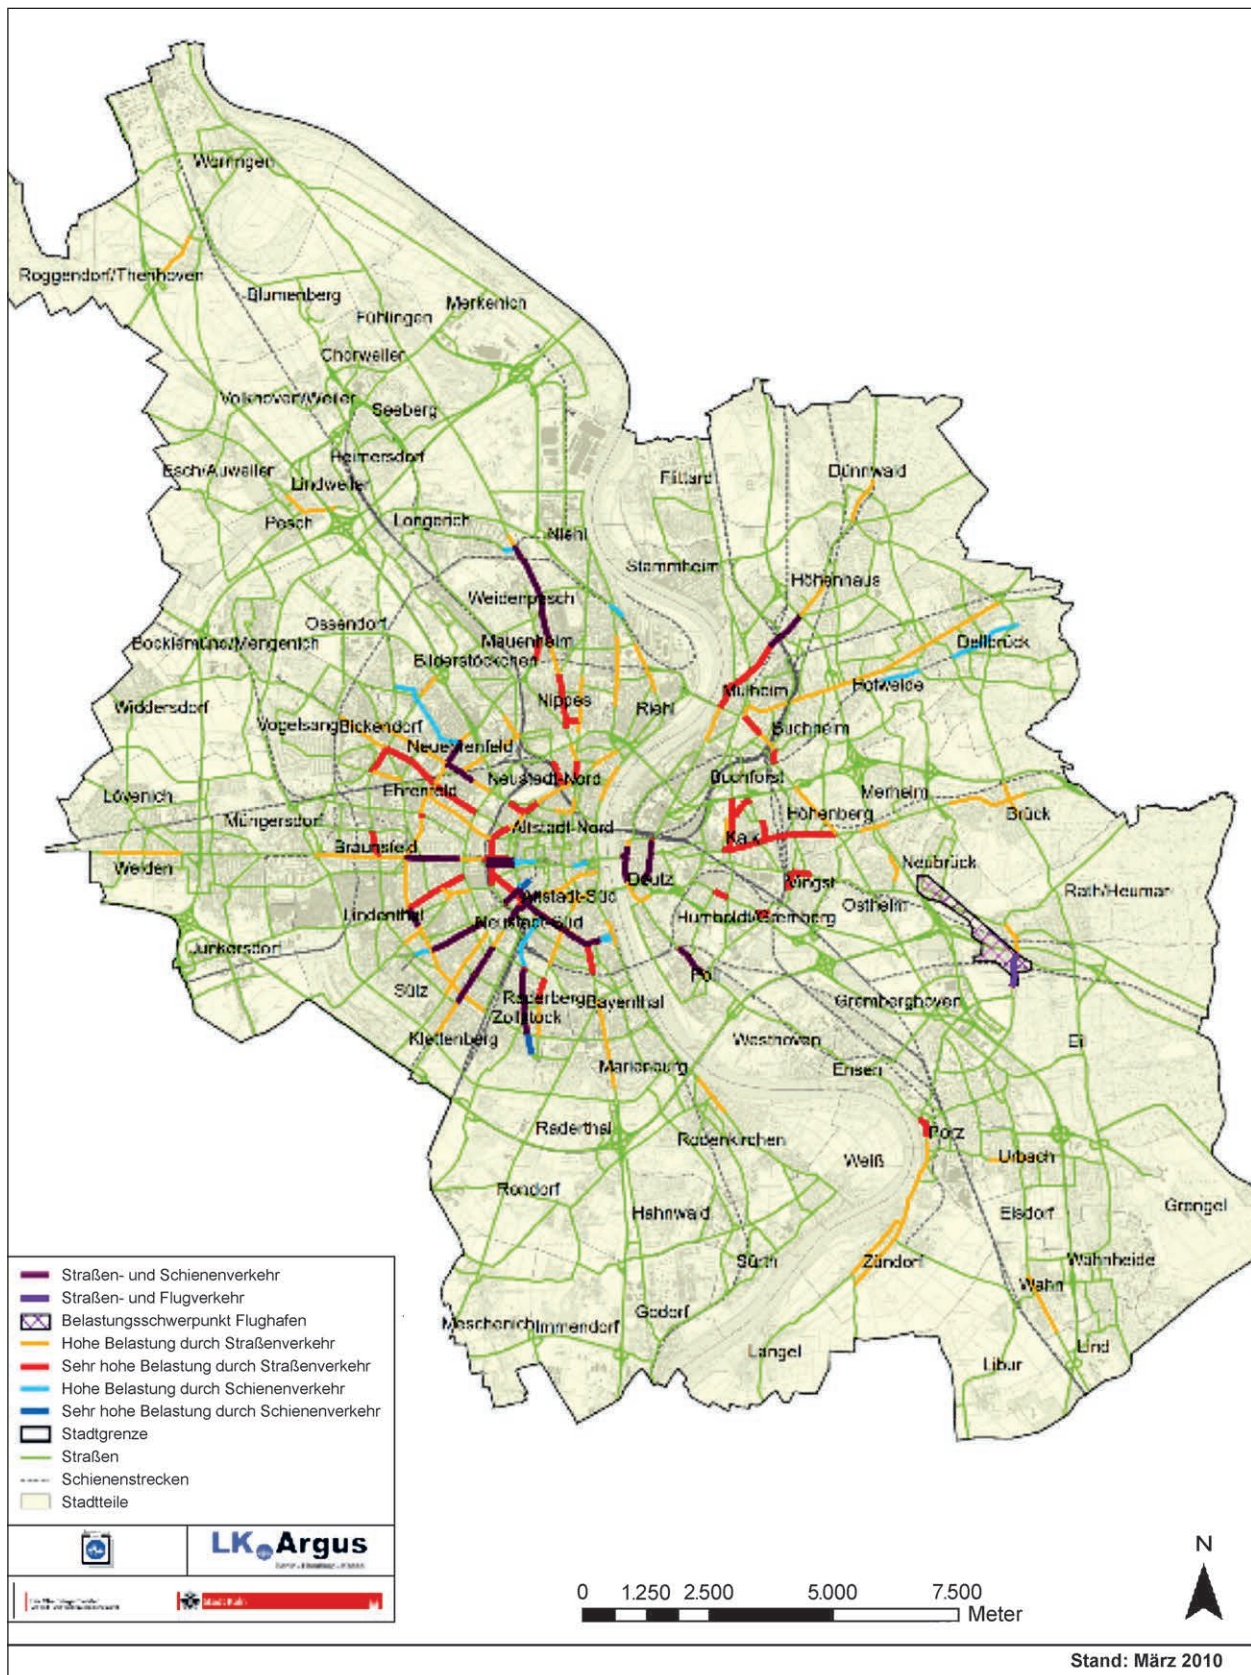 Worringen
Roggendorf/Thenhoven
Blumenberg
Merkenich
Fühlingen
Chorweiler
Volkhoven/Weiler
Seeberg
Heimersdorf
Esch/Auweiler
Lindweiler
Pesch
Longerich
Niehl
Flittard
Dünnwald
Stammheim
Höhenhaus
Weidenpesch
Ossendorf
Bocklemünd/Mengenich
Mauenheim
Bilderstöckchen
Dellbrück
Holweide
Mülheim
Widdersdorf
Nippes
Riehl
Vogelsang
Bickendorf
Buchheim
Neuehrenfeld
Neustadt-Nord
Buchforst
Ehrenfeld
Merheim
Lövenich
Höhenberg
Brück
Müngersdorf
Altstadt-Nord
Kalk
Braunsfeld
Weiden
Neubrück
Deutz
Vingst
Rath/Heumar
Altstadt-Süd
Ostheim
Lindenthal
Humboldt/Gremberg
Neustadt-Süd
Junkersdorf
Poll
Sülz
Raderberg
Bayenthal
Gremberghoven
Zollstock
Klettenberg
Westhoven
Eil
Marienburg
Ensen
Raderthal
Rodenkirchen
Porz
Weiß
Urbach
Rondorf
Grengel
Hahnwald
Elsdorf
Sürth
Zündorf
Wahnheide
Wahn
Godorf
Meschenich
Immendorf
Langel
Lind
Libur
Straßen- und Schienenverkehr
Straßen- und Flugverkehr
Belastungsschwerpunkt Flughafen
Hohe Belastung durch Straßenverkehr
Sehr hohe Belastung durch Straßenverkehr
Hohe Belastung durch Schienenverkehr
Sehr hohe Belastung durch Schienenverkehr
Stadtgrenze
Straßen
Schienenstrecken
Stadtteile
LK Argus
Stadt Köln
N
0 1.250 2.500 5.000 7.500
Meter
Stand: März 2010